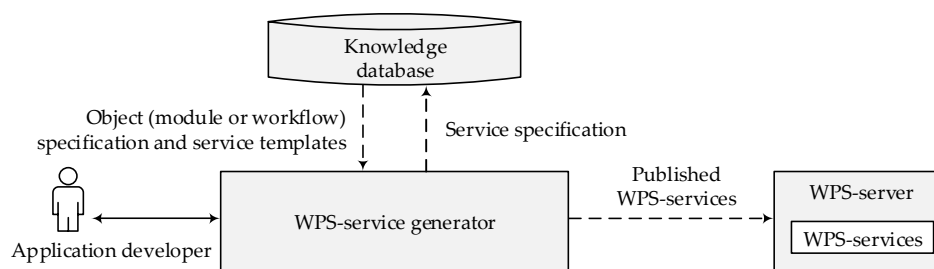 Knowledge
database
Object (module or workflow)
specification and service templates
Service specification
Application developer
WPS-service generator
Published
WPS-services
WPS-server
WPS-services